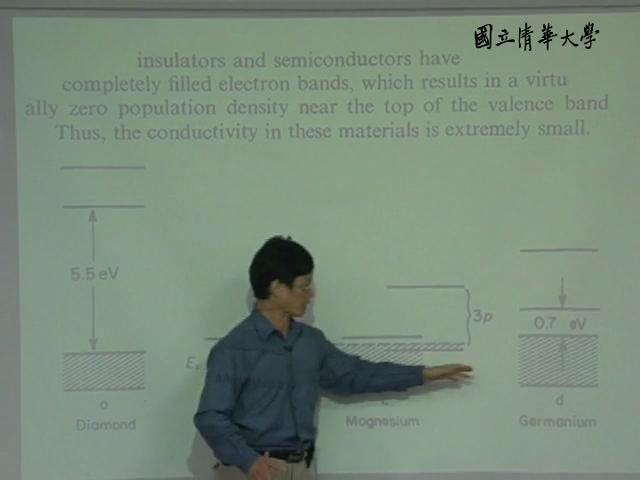 國立清華大學
insulators and semiconductors have
completely filled electron bands, which results in a virtu
ally zero population density near the top of the valence band
Thus, the conductivity in these materials is extremely small.
5.5 eV
3p
0.7 eV
a
d
Diamond
Magnesium
Germanium